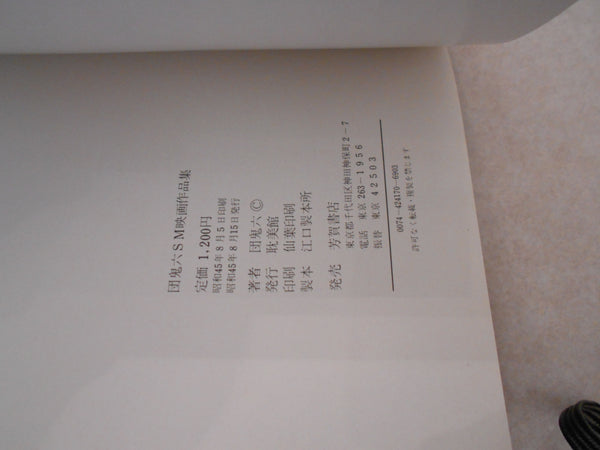 団鬼六SM映画作品集
定価 1,200円
昭和45年8月5日印刷
昭和45年8月15日発行
著者 団鬼六 ©
発行 耽美館
印刷 仙葉印刷
製本 江口製本所
発売 芳賀書店
東京都千代田区神田神保町2-7
電話 東京 263-1956
振替 東京 42503
0074-424170-6903
許可なく転載・複製を禁じます